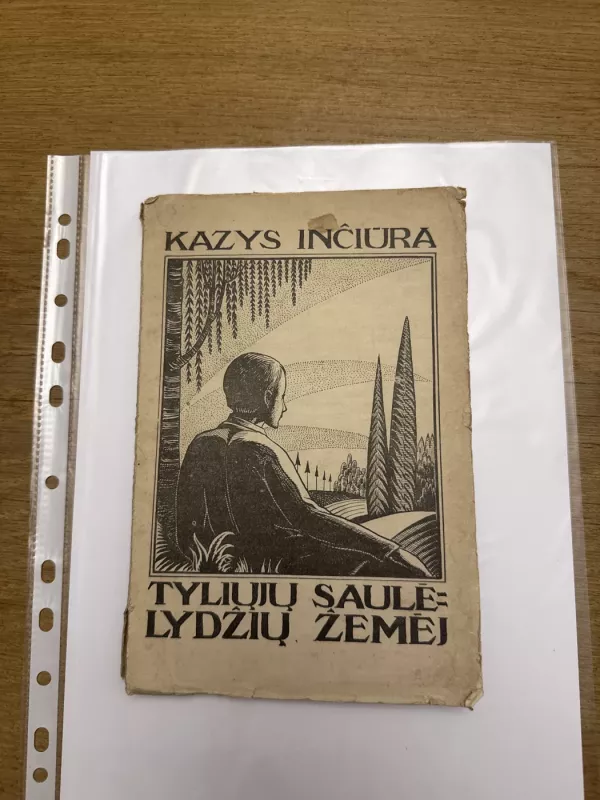 KAZYS INČIŪRA
TYLIŲJŲ SAULĖ=
LYDŽIŲ ŽEMĖJ